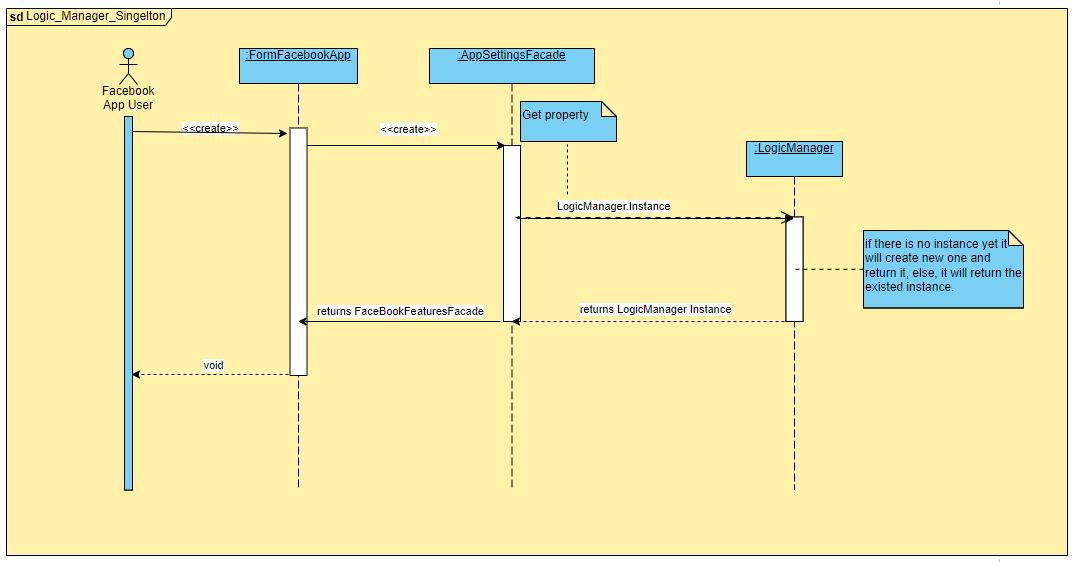 sd Logic_Manager_Singelton
:FormFacebookApp
:AppSettingsFacade
Facebook
App User
Get property
<<create>>
<<create>>
:LogicManager
LogicManager.Instance
if there is no instance yet it
will create new one and
return it, else, it will return the
existed instance.
returns FaceBookFeaturesFacade
returns LogicManager Instance
void